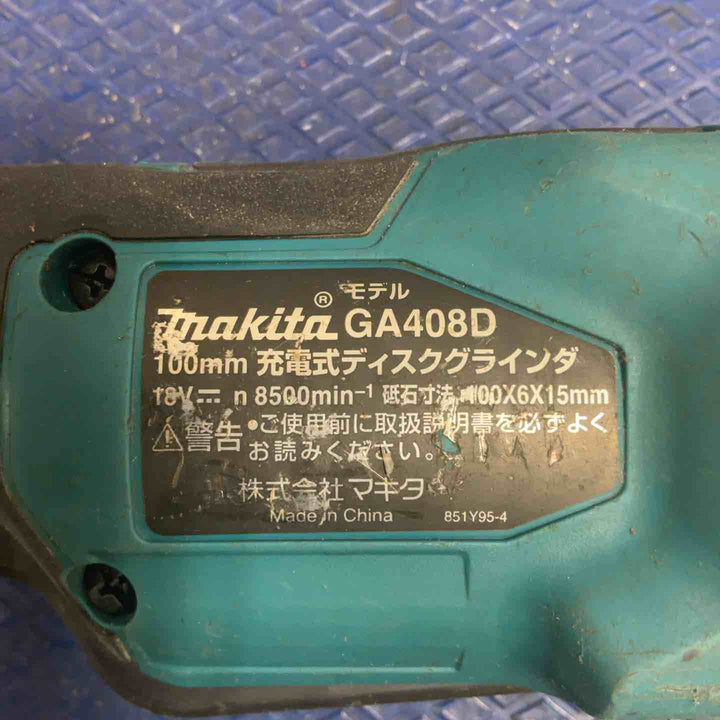 モデル
makita® GA408D
100mm 充電式ディスクグラインダ
18V⎓ n 8500min⁻¹ 砥石寸法:100X6X15mm
⚠警告 •ご使用前に取扱説明書を必ずよく
お読みください。
株式会社 マキタ
Made in China 851Y95-4